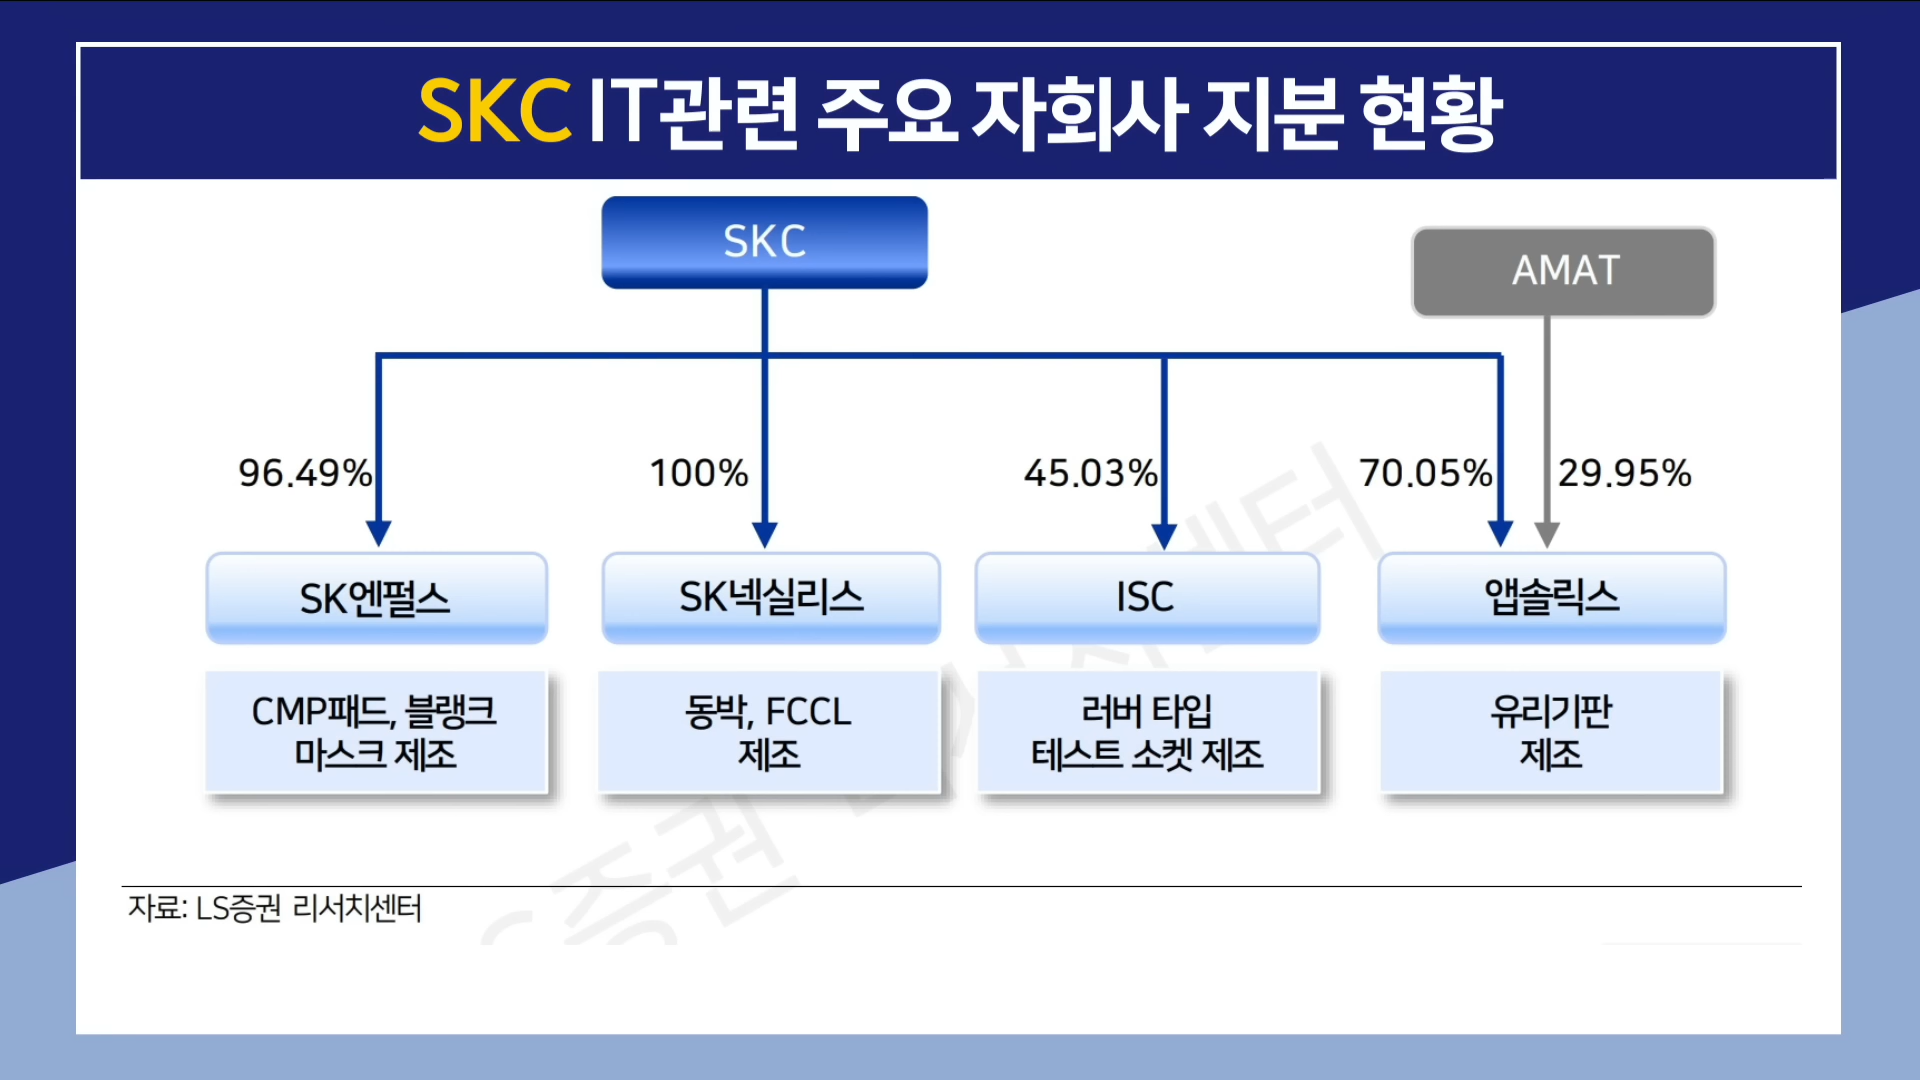 SKC IT관련 주요 자회사 지분 현황
SKC
AMAT
96.49%
100%
45.03%
70.05%
29.95%
SK엔펄스
SK넥실리스
ISC
앱솔릭스
CMP패드, 블랭크
마스크 제조
동박, FCCL
제조
러버 타입
테스트 소켓 제조
유리기판
제조
자료: LS증권 리서치센터